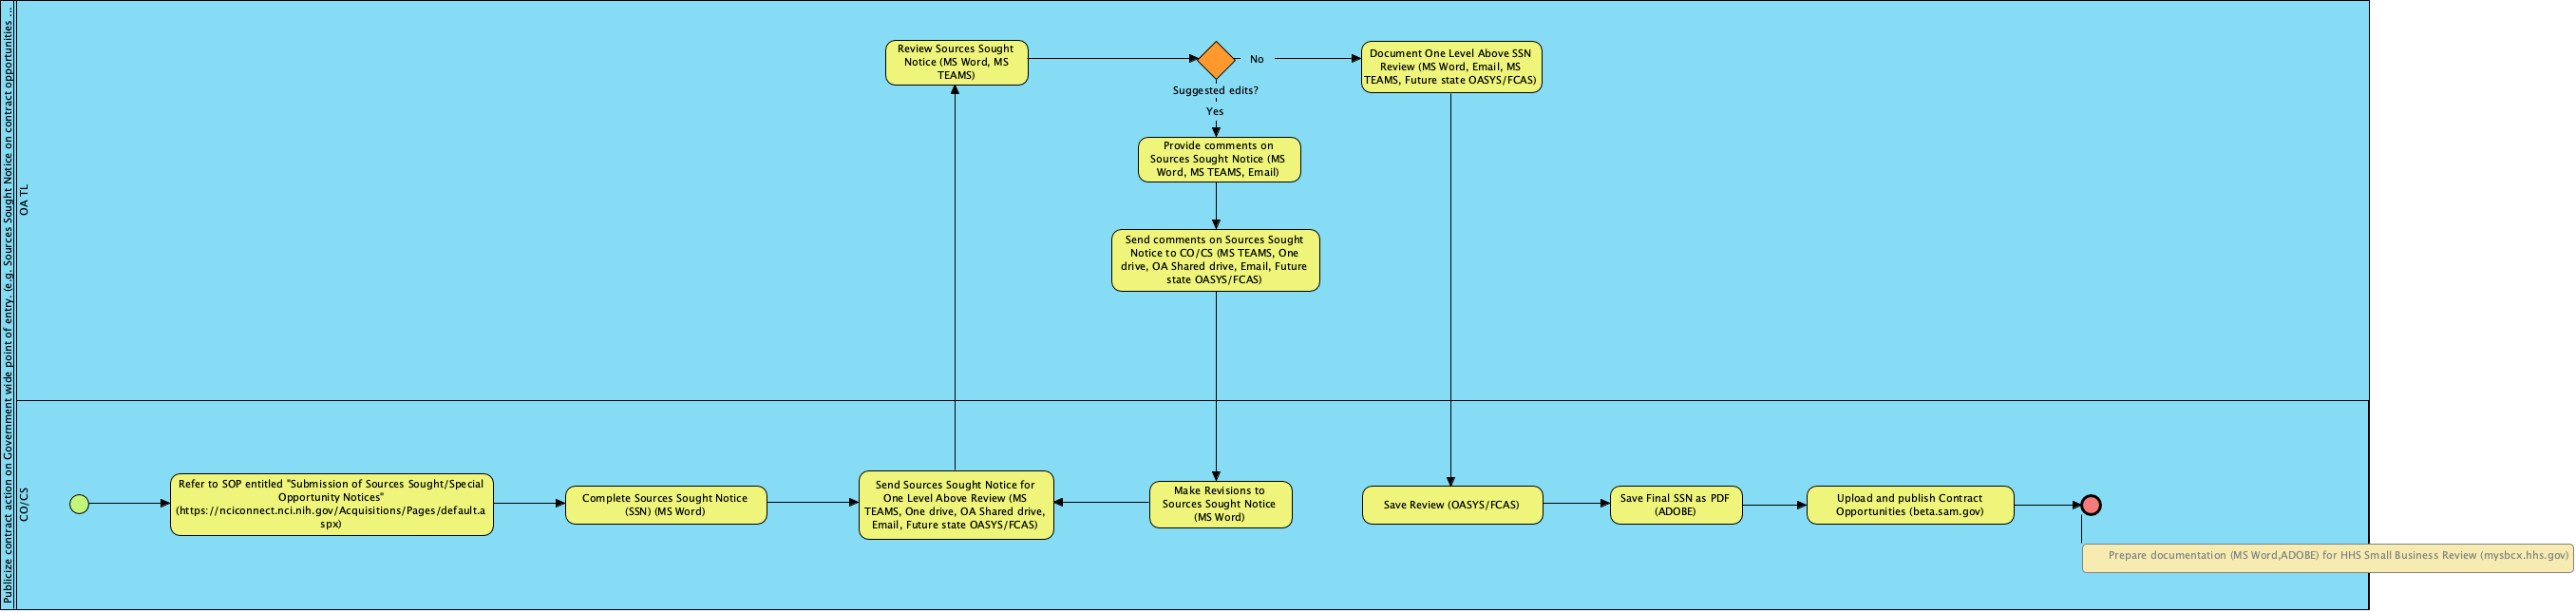 Publicize contract action on Government wide point of entry. (e.g. Sources Sought Notice on contract opportunities ...
OA TL
Review Sources Sought
Notice (MS Word, MS
TEAMS)
No
Document One Level Above SSN
Review (MS Word, Email, MS
TEAMS, Future state OASYS/FCAS)
Suggested edits?
Yes
Provide comments on
Sources Sought Notice (MS
Word, MS TEAMS, Email)
Send comments on Sources Sought
Notice to CO/CS (MS TEAMS, One
drive, OA Shared drive, Email, Future
state OASYS/FCAS)
CO/CS
Refer to SOP entitled "Submission of Sources Sought/Special
Opportunity Notices"
(https://nciconnect.nci.nih.gov/Acquisitions/Pages/default.a
spx)
Complete Sources Sought Notice
(SSN) (MS Word)
Send Sources Sought Notice for
One Level Above Review (MS
TEAMS, One drive, OA Shared drive,
Email, Future state OASYS/FCAS)
Make Revisions to
Sources Sought Notice
(MS Word)
Save Review (OASYS/FCAS)
Save Final SSN as PDF
(ADOBE)
Upload and publish Contract
Opportunities (beta.sam.gov)
Prepare documentation (MS Word,ADOBE) for HHS Small Business Review (mysbcx.hhs.gov)